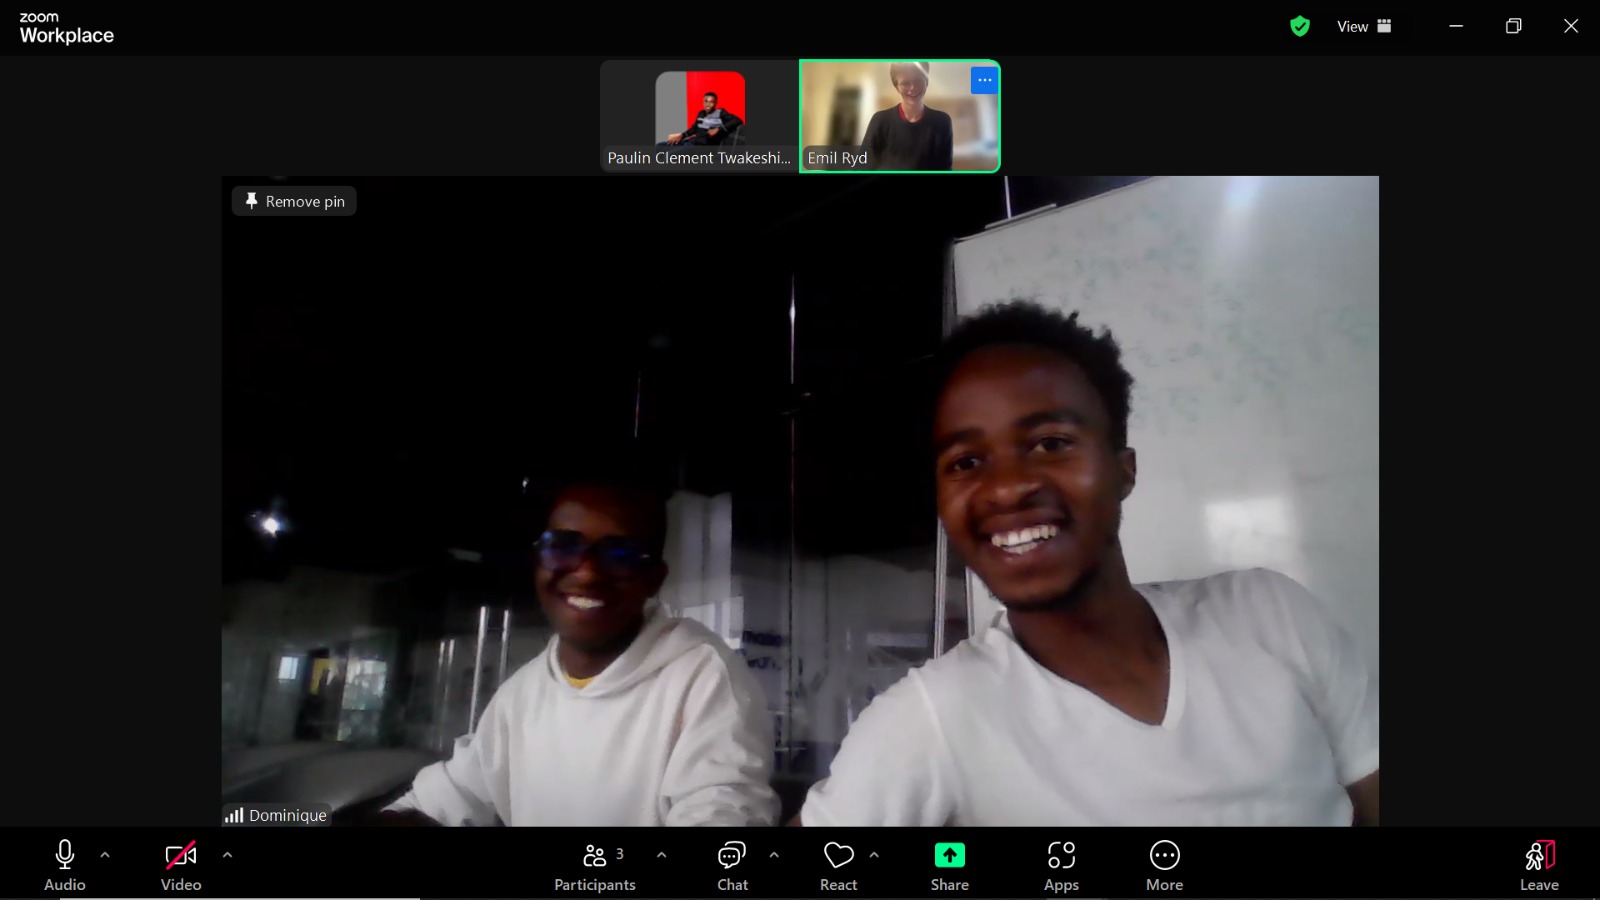 zoom
Workplace
View
Paulin Clement Twakeshi...
Emil Ryd
Remove pin
Dominique
Audio
Video
3
Participants
Chat
React
Share
Apps
More
Leave